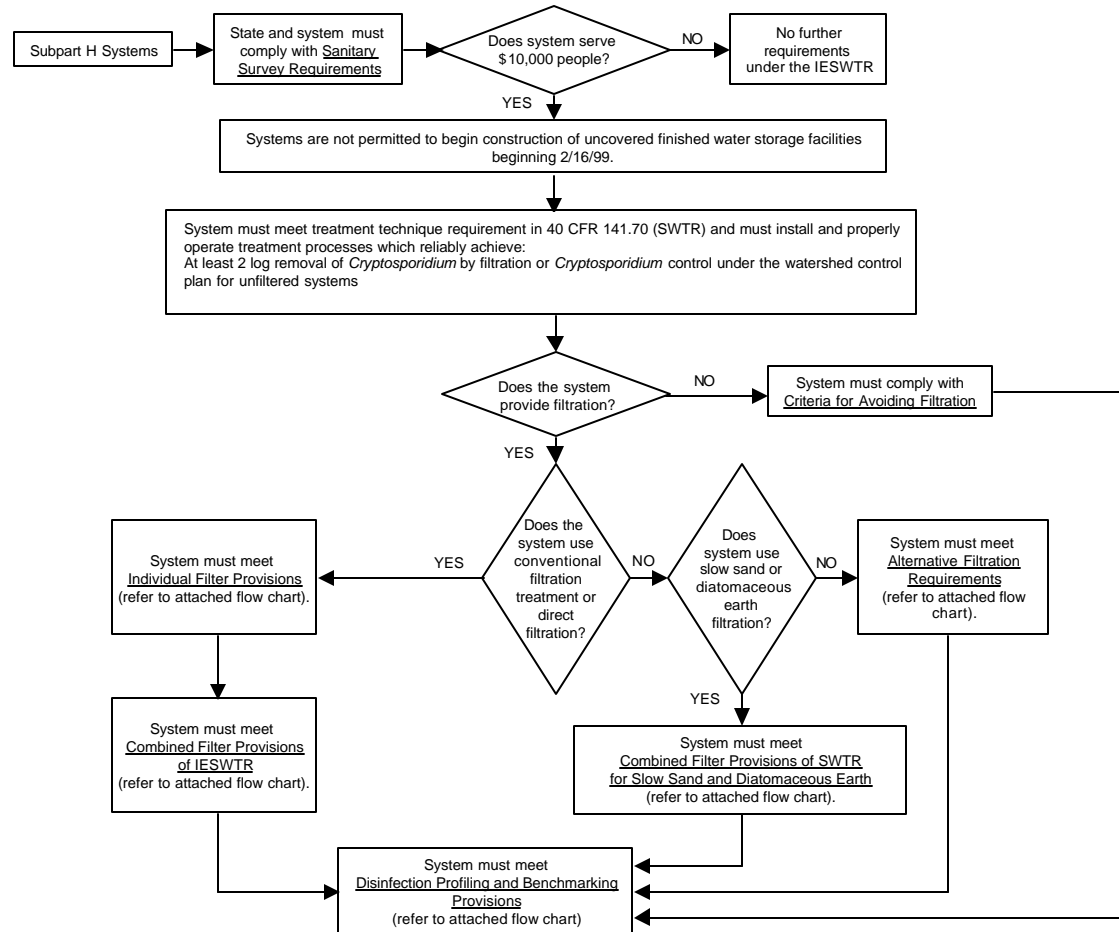 Subpart H Systems
State and system must
comply with Sanitary
Survey Requirements
Does system serve
$10,000 people?
NO
No further
requirements
under the IESWTR
YES
Systems are not permitted to begin construction of uncovered finished water storage facilities
beginning 2/16/99.
System must meet treatment technique requirement in 40 CFR 141.70 (SWTR) and must install and properly
operate treatment processes which reliably achieve:
At least 2 log removal of Cryptosporidium by filtration or Cryptosporidium control under the watershed control
plan for unfiltered systems
Does the system
provide filtration?
NO
System must comply with
Criteria for Avoiding Filtration
YES
Does the
system use
conventional
filtration
treatment or
direct
filtration?
YES
System must meet
Individual Filter Provisions
(refer to attached flow chart).
NO
Does
system use
slow sand or
diatomaceous
earth
filtration?
NO
System must meet
Alternative Filtration
Requirements
(refer to attached flow
chart).
YES
System must meet
Combined Filter Provisions
of IESWTR
(refer to attached flow chart).
System must meet
Combined Filter Provisions of SWTR
for Slow Sand and Diatomaceous Earth
(refer to attached flow chart).
System must meet
Disinfection Profiling and Benchmarking
Provisions
(refer to attached flow chart)